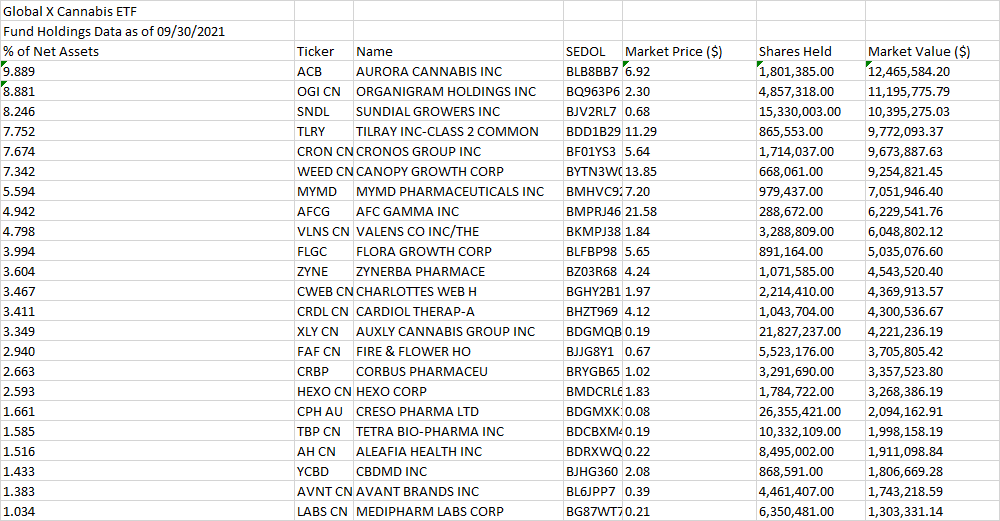 Global X Cannabis ETF
Fund Holdings Data as of 09/30/2021
% of Net Assets Ticker Name SEDOL Market Price ($) Shares Held Market Value ($)
9.889 ACB AURORA CANNABIS INC BLB8BB7 6.92 1,801,385.00 12,465,584.20
8.881 OGI CN ORGANIGRAM HOLDINGS INC BQ963P6 2.30 4,857,318.00 11,195,775.79
8.246 SNDL SUNDIAL GROWERS INC BJV2RL7 0.68 15,330,003.00 10,395,275.03
7.752 TLRY TILRAY INC-CLASS 2 COMMON BDD1B29 11.29 865,553.00 9,772,093.37
7.674 CRON CN CRONOS GROUP INC BF01YS3 5.64 1,714,037.00 9,673,887.63
7.342 WEED CN CANOPY GROWTH CORP BYTN3W 13.85 668,061.00 9,254,821.45
5.594 MYMD MYMD PHARMACEUTICALS INC BMHVC9 7.20 979,437.00 7,051,946.40
4.942 AFCG AFC GAMMA INC BMPRJ46 21.58 288,672.00 6,229,541.76
4.798 VLNS CN VALENS CO INC/THE BKMPJ38 1.84 3,288,809.00 6,048,802.12
3.994 FLGC FLORA GROWTH CORP BLFBP98 5.65 891,164.00 5,035,076.60
3.604 ZYNE ZYNERBA PHARMACE BZ03R68 4.24 1,071,585.00 4,543,520.40
3.467 CWEB CN CHARLOTTES WEB H BGHY2B1 1.97 2,214,410.00 4,369,913.57
3.411 CRDL CN CARDIOL THERAP-A BHZT969 4.12 1,043,704.00 4,300,536.67
3.349 XLY CN AUXLY CANNABIS GROUP INC BDGMQB 0.19 21,827,237.00 4,221,236.19
2.940 FAF CN FIRE & FLOWER HO BJJG8Y1 0.67 5,523,176.00 3,705,805.42
2.663 CRBP CORBUS PHARMACEU BRYGB65 1.02 3,291,690.00 3,357,523.80
2.593 HEXO CN HEXO CORP BMDCRL 1.83 1,784,722.00 3,268,386.19
1.661 CPH AU CRESO PHARMA LTD BDGMXK 0.08 26,355,421.00 2,094,162.91
1.585 TBP CN TETRA BIO-PHARMA INC BDCBXM 0.19 10,332,109.00 1,998,158.19
1.516 AH CN ALEAFIA HEALTH INC BDRXWQ 0.22 8,495,002.00 1,911,098.84
1.433 YCBD CBDMD INC BJHG360 2.08 868,591.00 1,806,669.28
1.383 AVNT CN AVANT BRANDS INC BL6JPP7 0.39 4,461,407.00 1,743,218.59
1.034 LABS CN MEDIPHARM LABS CORP BG87WT 0.21 6,350,481.00 1,303,331.14